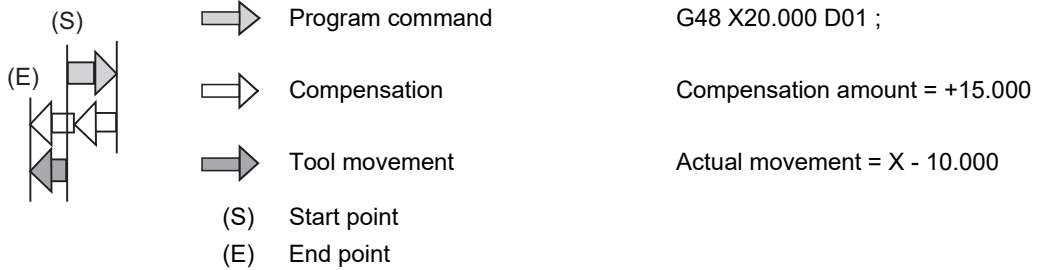 (S)
(E)
Program command G48 X20.000 D01 ;
Compensation Compensation amount = +15.000
Tool movement Actual movement = X - 10.000
(S) Start point
(E) End point